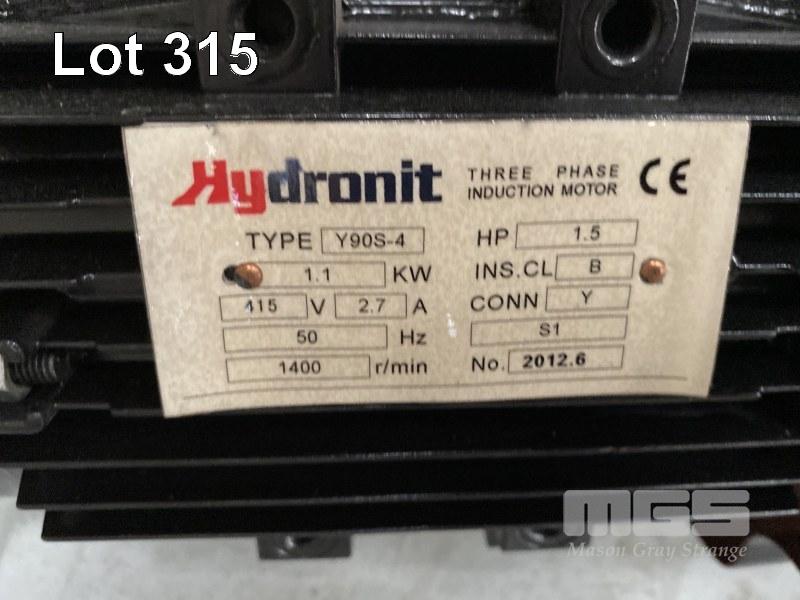 Lot 315
Hydronit
THREE PHASE
INDUCTION MOTOR
CE
TYPE Y90S-4
HP 1.5
1.1 KW
INS.CL B
415 V 2.7 A
CONN Y
50 Hz
S1
1400 r/min
No. 2012.6
MGS
Mason Gray Strange